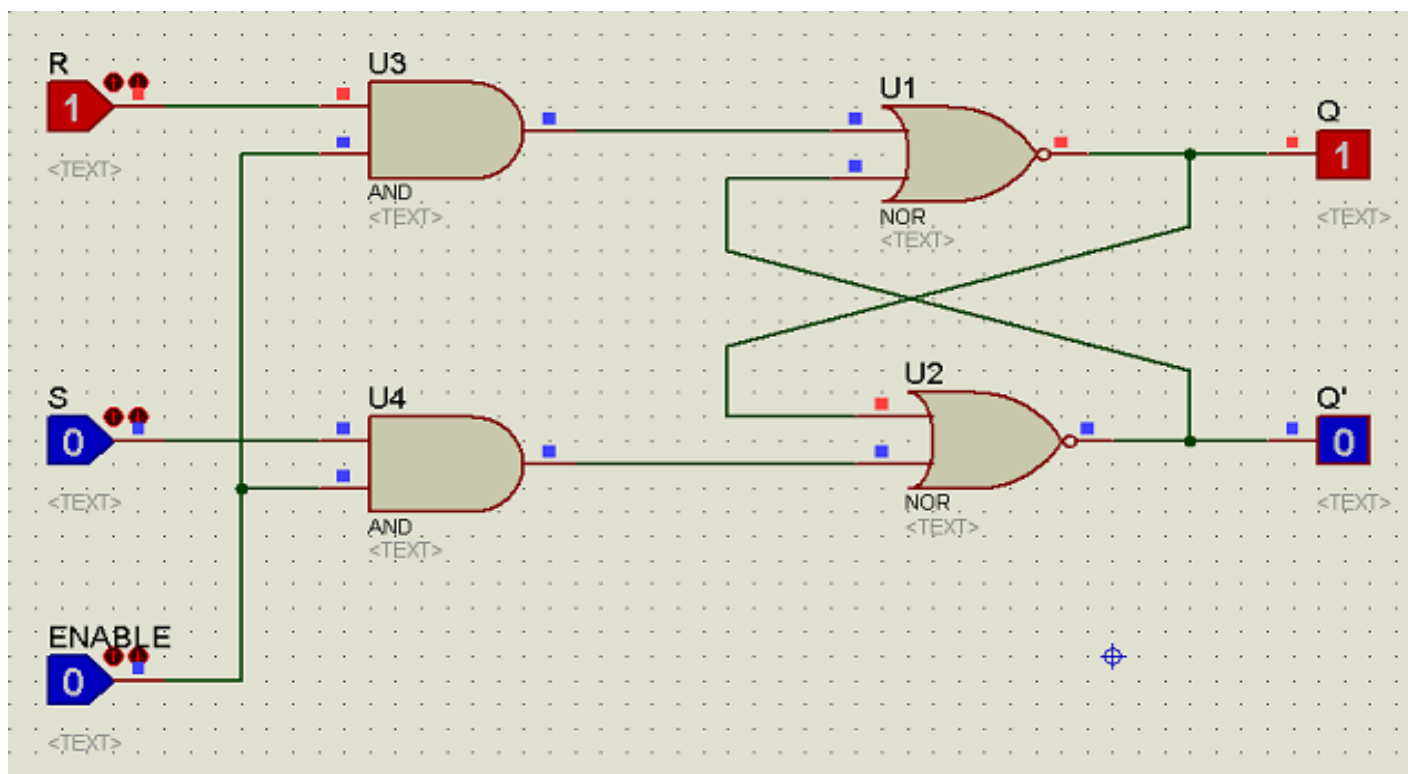 R
1
<TEXT>
U3
AND
<TEXT>
U1
NOR
<TEXT>
Q
1
<TEXT>
S
0
<TEXT>
U4
AND
<TEXT>
U2
NOR
<TEXT>
Q'
0
<TEXT>
ENABLE
0
<TEXT>